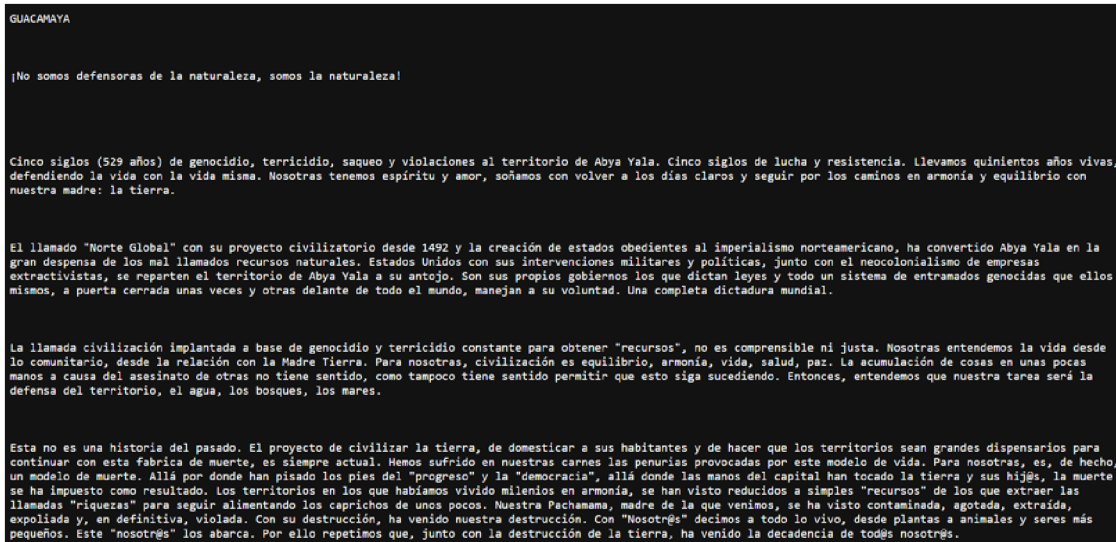 GUACAMAYA
¡No somos defensoras de la naturaleza, somos la naturaleza!
Cinco siglos (529 años) de genocidio, terricidio, saqueo y violaciones al territorio de Abya Yala. Cinco siglos de lucha y resistencia. Llevamos quinientos años vivas,
defendiendo la vida con la vida misma. Nosotras tenemos espíritu y amor, soñamos con volver a los días claros y seguir por los caminos en armonía y equilibrio con
nuestra madre: la tierra.
El llamado "Norte Global" con su proyecto civilizatorio desde 1492 y la creación de estados obedientes al imperialismo norteamericano, ha convertido Abya Yala en la
gran despensa de los mal llamados recursos naturales. Estados Unidos con sus intervenciones militares y políticas, junto con el neocolonialismo de empresas
extractivistas, se reparten el territorio de Abya Yala a su antojo. Son sus propios gobiernos los que dictan leyes y todo un sistema de entramados genocidas que ellos
mismos, a puerta cerrada unas veces y otras delante de todo el mundo, manejan a su voluntad. Una completa dictadura mundial.
La llamada civilización implantada a base de genocidio y terricidio constante para obtener "recursos", no es comprensible ni justa. Nosotras entendemos la vida desde
lo comunitario, desde la relación con la Madre Tierra. Para nosotras, civilización es equilibrio, armonía, vida, salud, paz. La acumulación de cosas en unas pocas
manos a causa del asesinato de otras no tiene sentido, como tampoco tiene sentido permitir que esto siga sucediendo. Entonces, entendemos que nuestra tarea será la
defensa del territorio, el agua, los bosques, los mares.
Esta no es una historia del pasado. El proyecto de civilizar la tierra, de domesticar a sus habitantes y de hacer que los territorios sean grandes dispensarios para
continuar con esta fabrica de muerte, es siempre actual. Hemos sufrido en nuestras carnes las penurias provocadas por este modelo de vida. Para nosotras, es, de hecho,
un modelo de muerte. Allá por donde han pisado los pies del "progreso" y la "democracia", allá donde las manos del capital han tocado la tierra y sus hij@s, la muerte
se ha impuesto como resultado. Los territorios en los que habíamos vivido milenios en armonía, se han visto reducidos a simples "recursos" de los que extraer las
llamadas "riquezas" para seguir alimentando los caprichos de unos pocos. Nuestra Pachamama, madre de la que venimos, se ha visto contaminada, agotada, extraída,
expoliada y, en definitiva, violada. Con su destrucción, ha venido nuestra destrucción. Con "Nosotr@s" decimos a todo lo vivo, desde plantas a animales y seres más
pequeños. Este "nosotr@s" los abarca. Por ello repetimos que, junto con la destrucción de la tierra, ha venido la decadencia de tod@s nosotr@s.